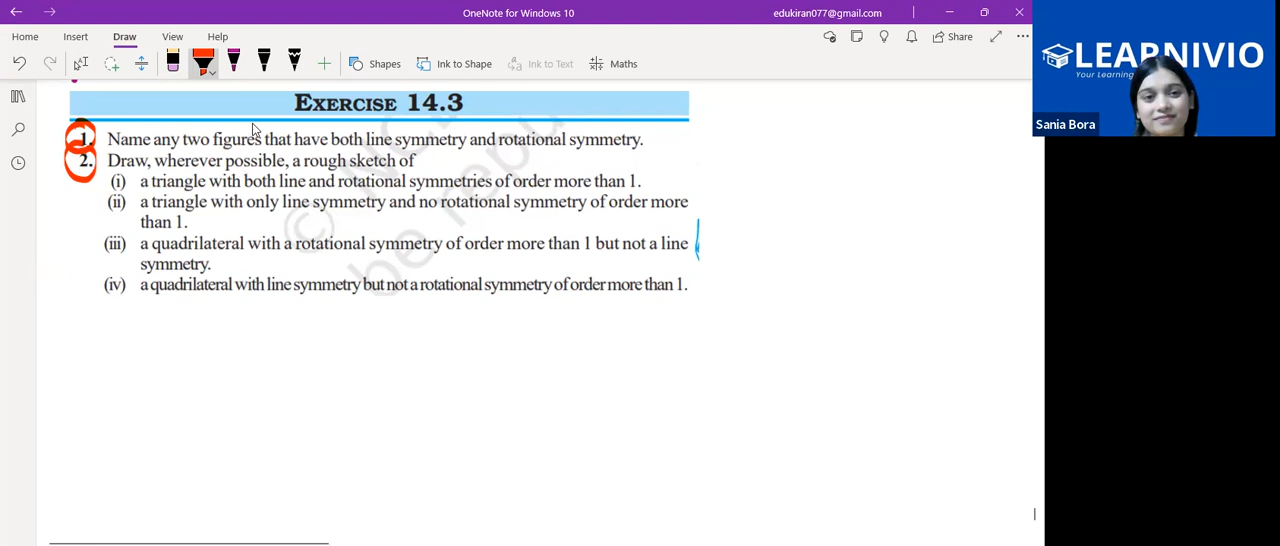 OneNote for Windows 10
edukiran077@gmail.com
Home Insert Draw View Help
Share
Shapes
Ink to Shape
Ink to Text
Maths
LEARNIVIO
Your Learning
Sania Bora
EXERCISE 14.3
1. Name any two figures that have both line symmetry and rotational symmetry.
2. Draw, wherever possible, a rough sketch of
(i) a triangle with both line and rotational symmetries of order more than 1.
(ii) a triangle with only line symmetry and no rotational symmetry of order more
than 1.
(iii) a quadrilateral with a rotational symmetry of order more than 1 but not a line
symmetry.
(iv) a quadrilateral with line symmetry but not a rotational symmetry of order more than 1.
©
be repu